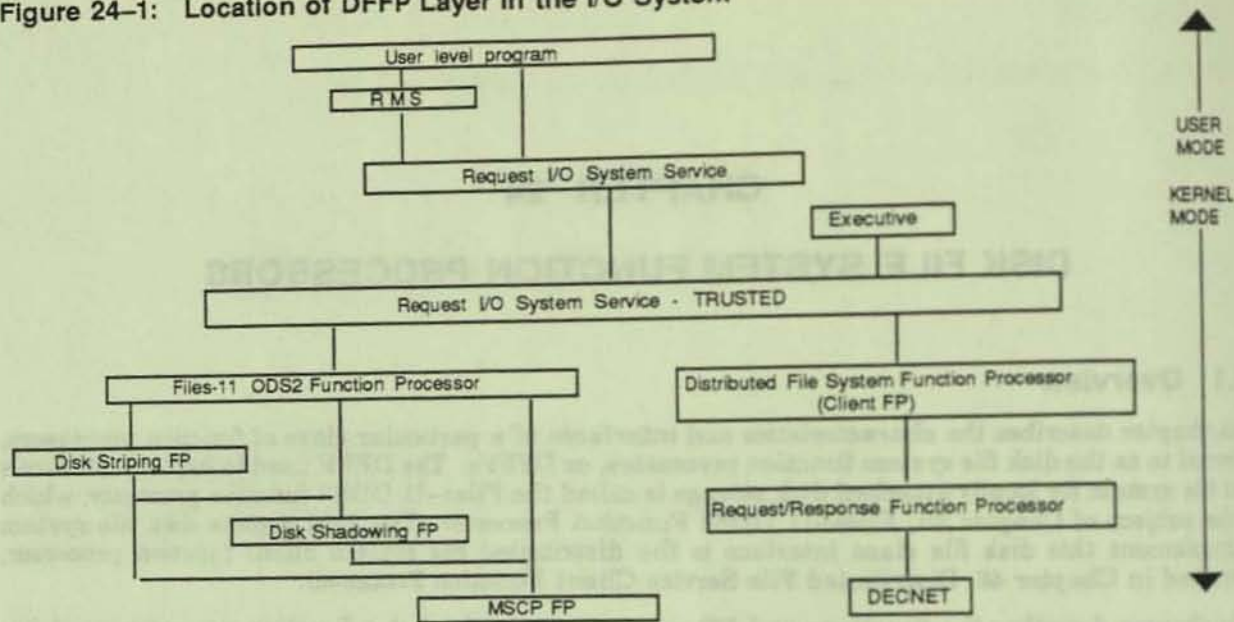 Figure 24–1: Location of DFFP Layer in the I/O System
User level program
RMS
USER
MODE
Request I/O System Service
KERNEL
MODE
Executive
Request I/O System Service - TRUSTED
Files-11 ODS2 Function Processor
Distributed File System Function Processor
(Client FP)
Disk Striping FP
Request/Response Function Processor
Disk Shadowing FP
MSCP FP
DECNET